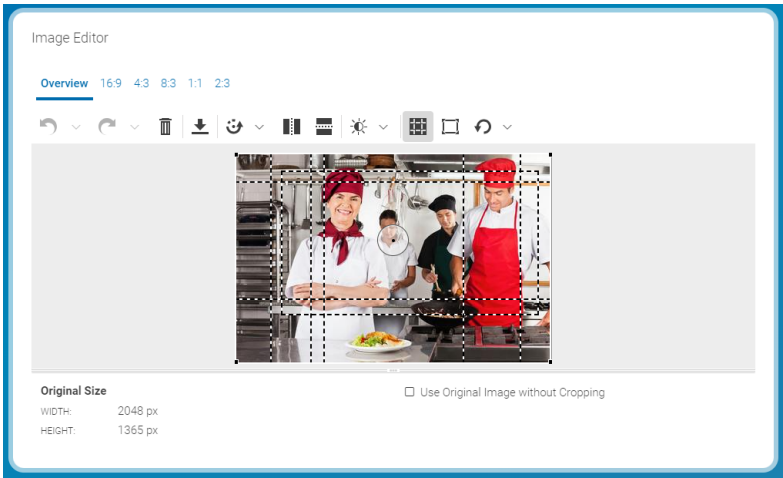 Image Editor
Overview 16:9 4:3 8:3 1:1 2:3
Original Size
Use Original Image without Cropping
WIDTH: 2048 px
HEIGHT: 1365 px